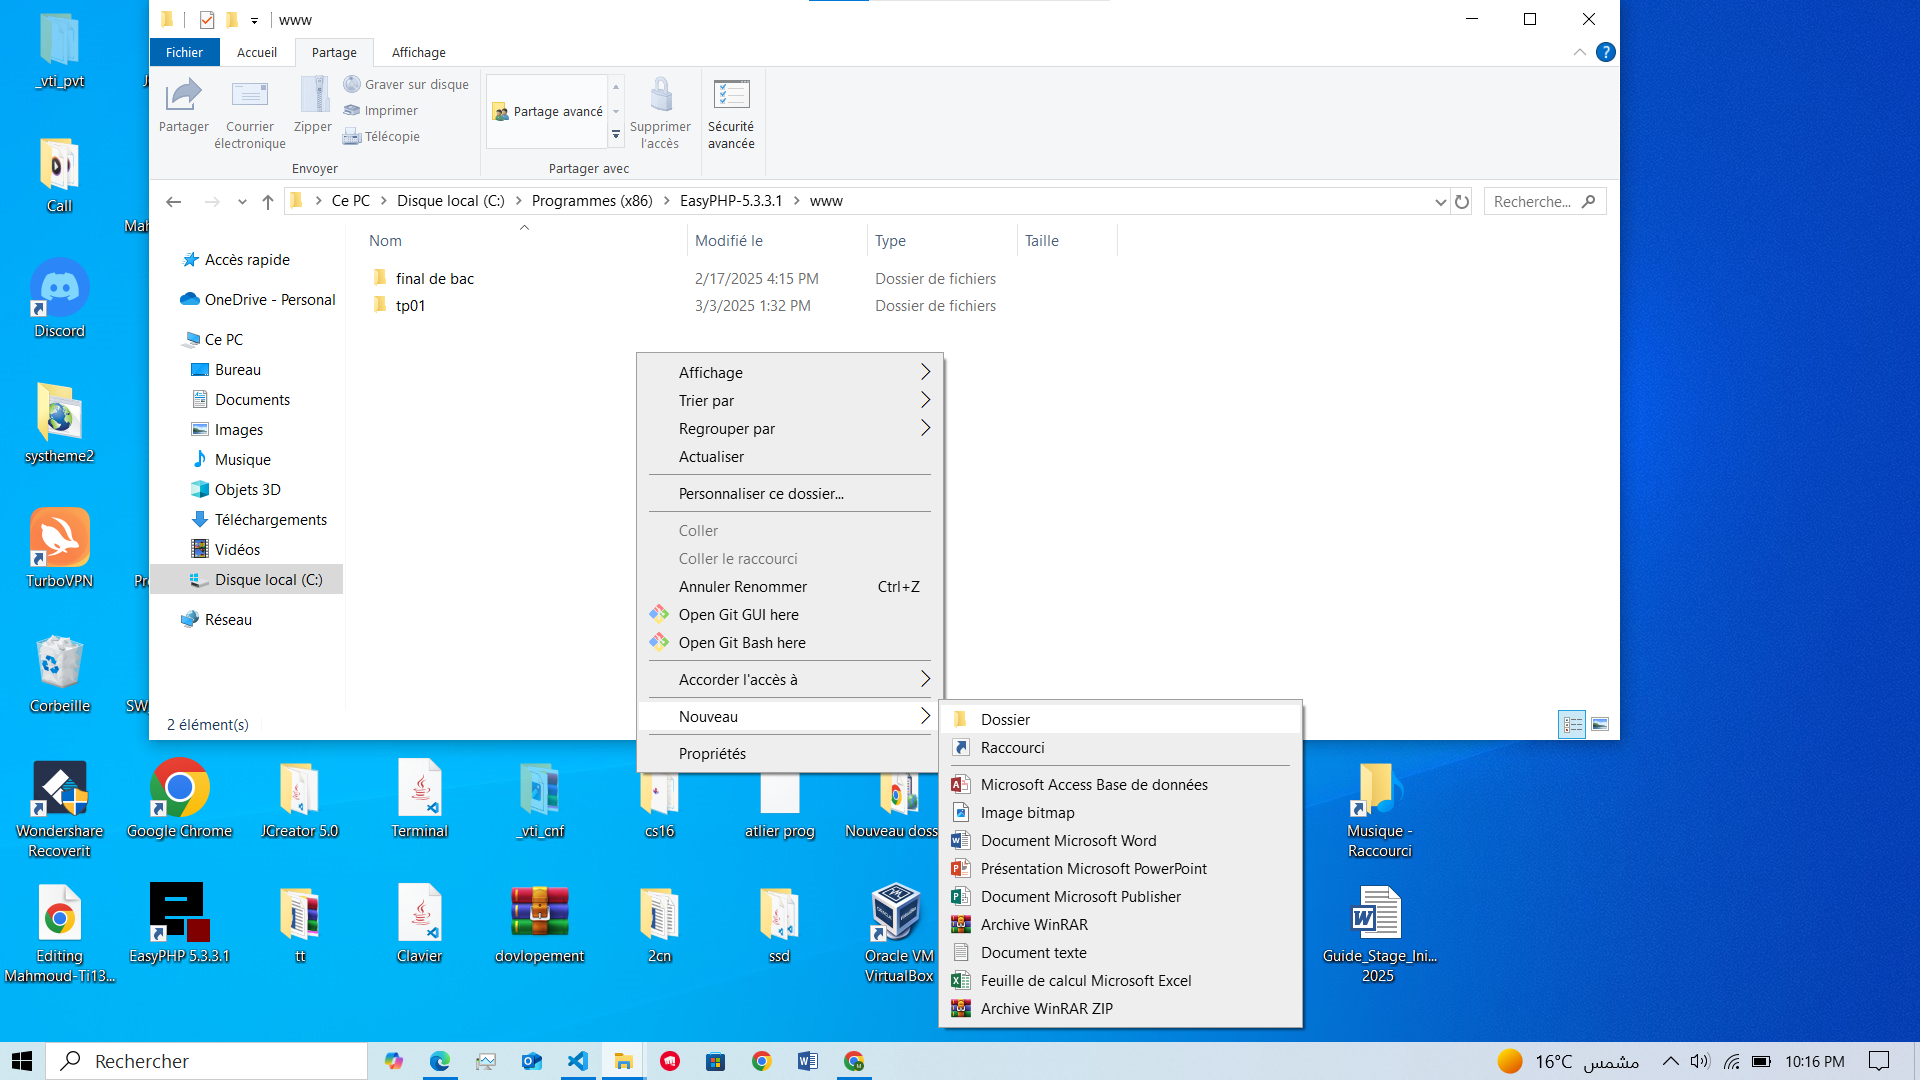 www
Fichier
Accueil
Partage
Affichage
?
Partager
Courrier
électronique
Zipper
Graver sur disque
Imprimer
Télécopie
Envoyer
Partage avancé
Supprimer
l'accès
Partager avec
Sécurité
avancée
Ce PC
Disque local (C:)
Programmes (x86)
EasyPHP-5.3.3.1
www
Recherche...
Nom
Modifié le
Type
Taille
final de bac
2/17/2025 4:15 PM
Dossier de fichiers
tp01
3/3/2025 1:32 PM
Dossier de fichiers
Accès rapide
OneDrive - Personal
Ce PC
Bureau
Documents
Images
Musique
Objets 3D
Téléchargements
Vidéos
Disque local (C:)
Réseau
2 élément(s)
Affichage
Trier par
Regrouper par
Actualiser
Personnaliser ce dossier...
Coller
Coller le raccourci
Annuler Renommer Ctrl+Z
Open Git GUI here
Open Git Bash here
Accorder l'accès à
Nouveau
Propriétés
Dossier
Raccourci
Microsoft Access Base de données
Image bitmap
Document Microsoft Word
Présentation Microsoft PowerPoint
Document Microsoft Publisher
Archive WinRAR
Document texte
Feuille de calcul Microsoft Excel
Archive WinRAR ZIP
_vti_pvt
Call
Discord
systheme2
TurboVPN
Corbeille
Wondershare
Recoverit
Google Chrome
JCreator 5.0
Terminal
_vti_cnf
cs16
atlier prog
Nouveau doss
Musique -
Raccourci
Editing
Mahmoud-Ti13...
EasyPHP 5.3.3.1
tt
Clavier
dovlopement
2cn
ssd
Oracle VM
VirtualBox
Guide_Stage_Ini...
2025
Rechercher
16°C مشمس
10:16 PM